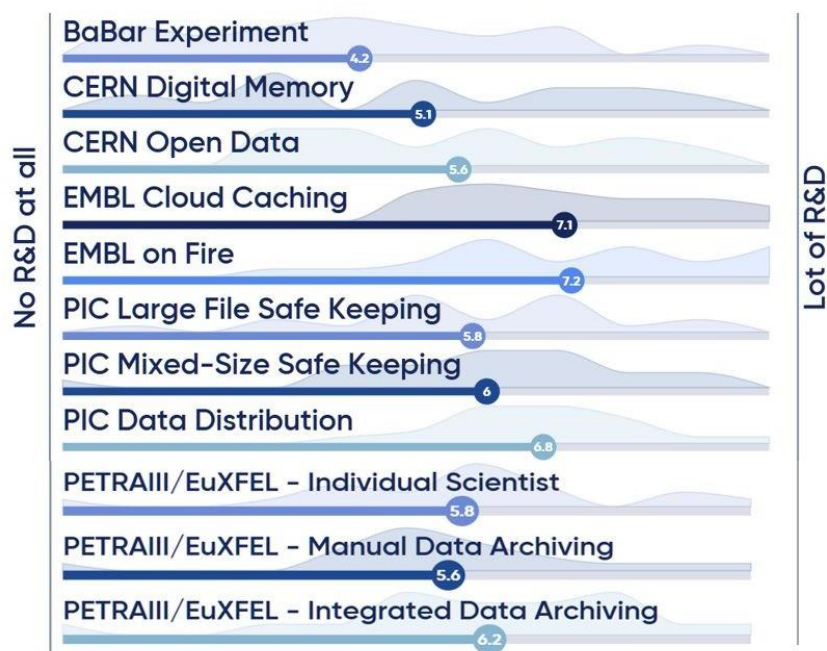 No R&D at all
BaBar Experiment
4.2
CERN Digital Memory
5.1
CERN Open Data
5.6
EMBL Cloud Caching
7.1
EMBL on Fire
7.2
PIC Large File Safe Keeping
5.8
PIC Mixed-Size Safe Keeping
6
PIC Data Distribution
6.8
PETRAIII/EuXFEL - Individual Scientist
5.8
PETRAIII/EuXFEL - Manual Data Archiving
5.6
PETRAIII/EuXFEL - Integrated Data Archiving
6.2
Lot of R&D